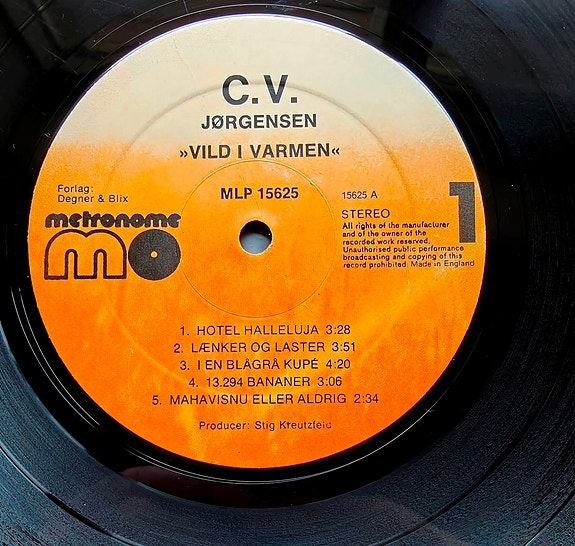 C.V.
JØRGENSEN
»VILD I VARMEN«
Forlag:
Degner & Blix
metronome
mo
MLP 15625
15625 A
STEREO
1
All rights of the manufacturer
and of the owner of the
recorded work reserved.
Unauthorised public performance
broadcasting and copying of this
record prohibited. Made in England
1. HOTEL HALLELUJA 3:28
2. LÆNKER OG LASTER 3:51
3. I EN BLÅGRÅ KUPÉ 4:20
4. 13.294 BANANER 3:06
5. MAHAVISNU ELLER ALDRIG 2:34
Producer: Stig Kreutzfeld